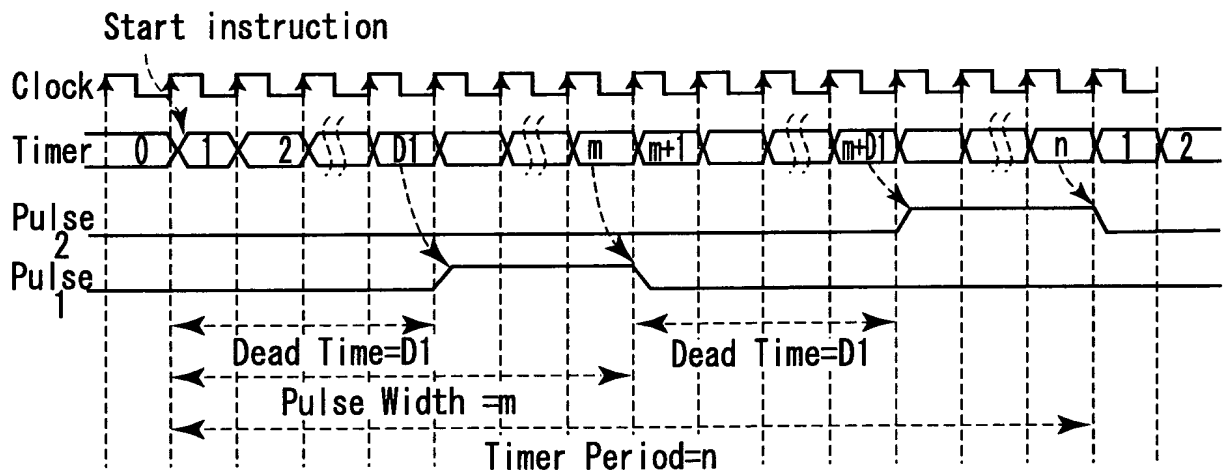 Start instruction
Clock
Timer 0 1 2 D1 m m+1 m+D1 n 1 2
Pulse 2
Pulse 1
Dead Time=D1 Dead Time=D1
Pulse Width =m
Timer Period=n